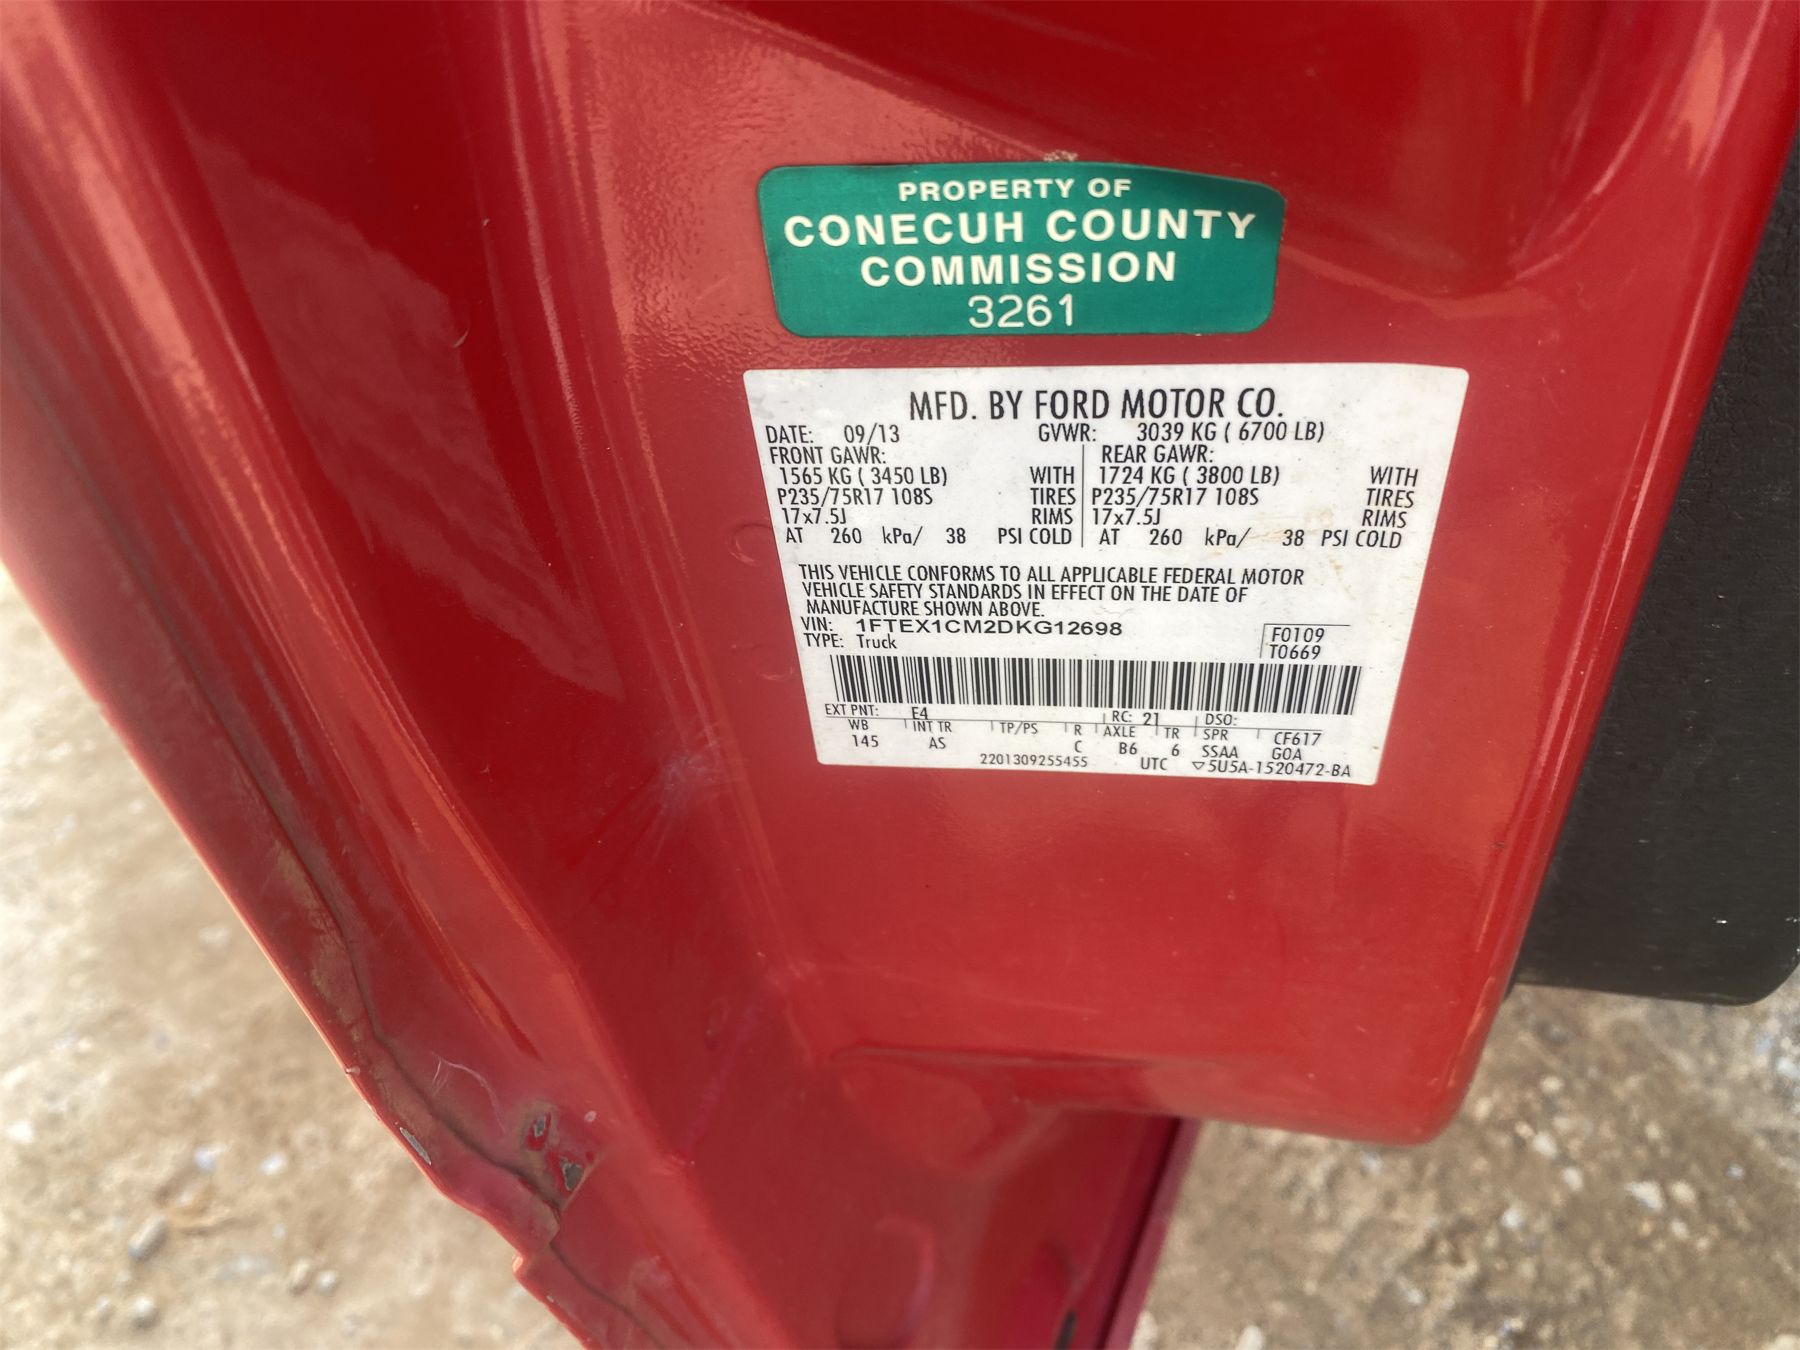 PROPERTY OF
CONECUH COUNTY
COMMISSION
3261
MFD. BY FORD MOTOR CO.
DATE: 09/13 GVWR: 3039 KG ( 6700 LB)
FRONT GAWR: REAR GAWR:
1565 KG ( 3450 LB) WITH 1724 KG ( 3800 LB) WITH
P235/75R17 108S TIRES P235/75R17 108S TIRES
17x7.5J RIMS 17x7.5J RIMS
AT 260 kPa/ 38 PSI COLD AT 260 kPa/ 38 PSI COLD
THIS VEHICLE CONFORMS TO ALL APPLICABLE FEDERAL MOTOR
VEHICLE SAFETY STANDARDS IN EFFECT ON THE DATE OF
MANUFACTURE SHOWN ABOVE.
VIN: 1FTEX1CM2DKG12698 F0109
TYPE: Truck T0669
EXT PNT: E4 RC: 21 DSO:
WB INT TR TP/PS R AXLE TR SPR CF617
145 AS C B6 6 SSAA GOA
2201309255455 UTC ▽5U5A-1520472-BA